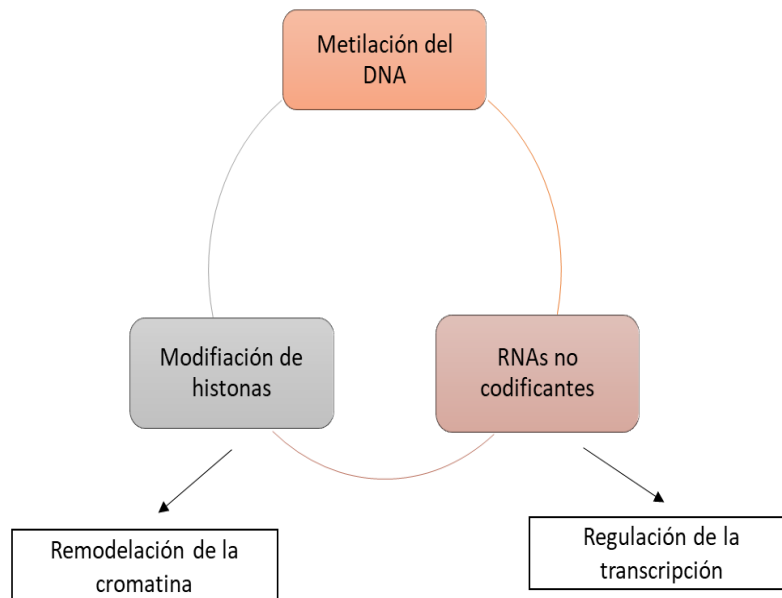 Metilación del
DNA
Modifiación de
histonas
RNAs no
codificantes
Remodelación de la
cromatina
Regulación de la
transcripción